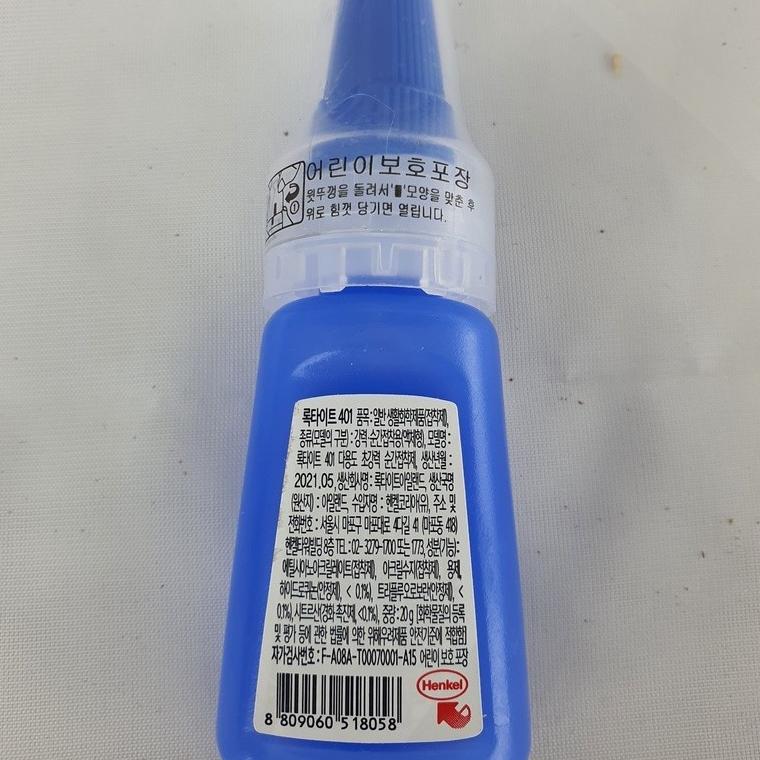 어린이보호포장
윗뚜껑을 돌려서 '▮' 모양을 맞춘 후
위로 힘껏 당기면 열립니다.
록타이트 401 품목 : 일반 생활화학제품(접착제),
종류(모델의 구분) : 강력 순간접착용(액체형), 모델명 :
록타이트 401 다용도 초강력 순간접착제, 생산년월 :
2021.05, 생산회사명 : 록타이트아일랜드, 생산국명
(원산지) : 아일랜드, 수입자명 : 헨켈코리아(유), 주소 및
전화번호 : 서울시 마포구 마포대로 4다길 41 (마포동 418)
헨켈타워빌딩 8층 TEL : 02- 3279-1700 또는 1773, 성분(기능) :
에틸시아노아크릴레이트(접착제), 아크릴수지(접착제), 용제,
하이드로퀴논(안정제), < 0.1%), 트리플루오로보란(안정제), <
0.1%), 시트르산(경화 촉진제, <0.1%), 중량 : 20 g [화학물질의 등록
및 평가 등에 관한 법률에 의한 위해우려제품 안전기준에 적합함]
자가검사번호 : F-A08A-T00070001-A15 어린이 보호 포장
Henkel
8 809060 518058